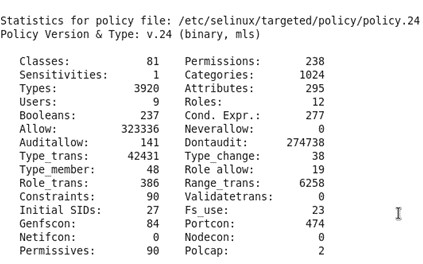 Statistics for policy file: /etc/selinux/targeted/policy/policy.24
Policy Version & Type: v.24 (binary, mls)
Classes: 81 Permissions: 238
Sensitivities: 1 Categories: 1024
Types: 3920 Attributes: 295
Users: 9 Roles: 12
Booleans: 237 Cond. Expr.: 277
Allow: 323336 Neverallow: 0
Auditallow: 141 Dontaudit: 274738
Type_trans: 42431 Type_change: 38
Type_member: 48 Role allow: 19
Role_trans: 386 Range_trans: 6258
Constraints: 90 Validatetrans: 0
Initial SIDs: 27 Fs_use: 23
Genfscon: 84 Portcon: 474
Netifcon: 0 Nodecon: 0
Permissives: 90 Polcap: 2